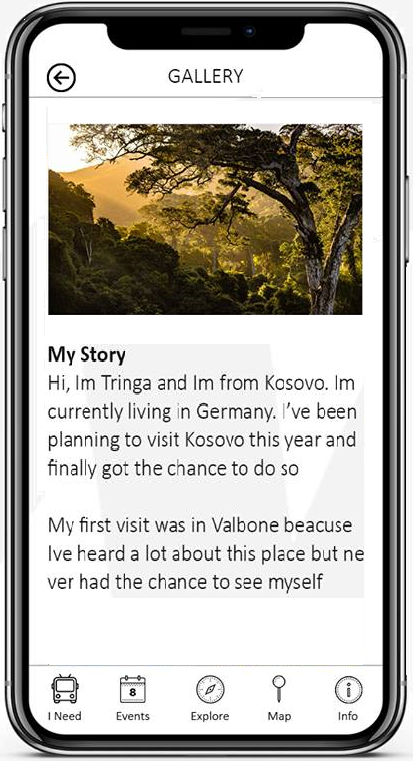 GALLERY
My Story
Hi, Im Tringa and Im from Kosovo. Im
currently living in Germany. I've been
planning to visit Kosovo this year and
finally got the chance to do so
My first visit was in Valbone beacuse
Ive heard a lot about this place but ne
ver had the chance to see myself
8
I Need Events Explore Map Info